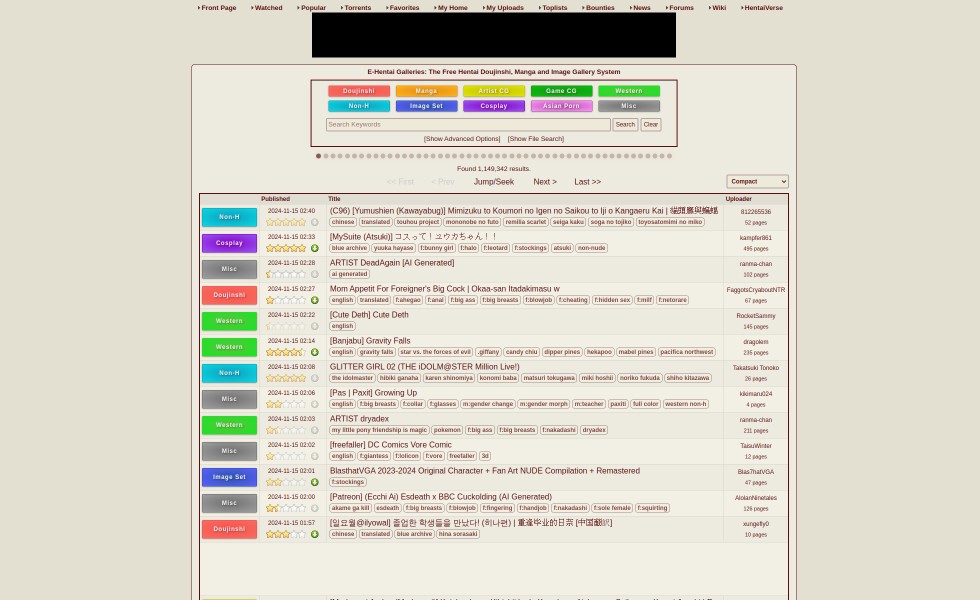 Front Page Watched Popular Torrents Favorites My Home My Uploads Toplists Bounties News Forums Wiki HentaiVerse
E-Hentai Galleries: The Free Hentai Doujinshi, Manga and Image Gallery System
Doujinshi Manga Artist CG Game CG Western
Non-H Image Set Cosplay Asian Porn Misc
Search Keywords Search Clear
[Show Advanced Options] [Show File Search]
Found 1,149,342 results.
<< First < Prev Jump/Seek Next > Last >> Compact
Published Title Uploader
Non-H 2024-11-15 02:40 (C96) [Yumushien (Kawayabug)] Mimizuku to Koumori no Igen no Saikou to Iji o Kangaeru Kai | 812265536
chinese translated touhou project mononobe no futo remilia scarlet seiga kaku soga no tojiko toyosatomimi no miko 52 pages
Cosplay 2024-11-15 02:33 [MySuite (Atsuki)] コスって！ユウカちゃん！！ kampfer861
blue archive yuuka hayase f:bunny girl f:halo f:leotard f:stockings atsuki non-nude 495 pages
Misc 2024-11-15 02:28 ARTIST DeadAgain [AI Generated] ranma-chan
ai generated 102 pages
Doujinshi 2024-11-15 02:27 Mom Appetit For Foreigner's Big Cock | Okaa-san Itadakimasu w FaggotsCryaboutNTR
english translated f:ahegao f:anal f:big ass f:big breasts f:blowjob f:cheating f:hidden sex f:milf f:netorare 67 pages
Western 2024-11-15 02:22 [Cute Deth] Cute Deth RocketSammy
english 145 pages
Western 2024-11-15 02:14 [Banjabu] Gravity Falls dragolem
english gravity falls star vs. the forces of evil .giffany candy chiu dipper pines hekapoo mabel pines pacifica northwest 235 pages
Non-H 2024-11-15 02:08 GLITTER GIRL 02 (THE iDOLM@STER Million Live!) Takatsuki Tonoko
the idolmaster hibiki ganaha karen shinomiya konomi baba matsuri tokugawa miki hoshii noriko fukuda shiho kitazawa 26 pages
Misc 2024-11-15 02:06 [Pas | Paxit] Growing Up kikimaru024
english f:big breasts f:collar f:glasses m:gender change m:gender morph m:teacher paxiti full color western non-h 4 pages
Western 2024-11-15 02:03 ARTIST dryadex ranma-chan
my little pony friendship is magic pokemon f:big ass f:big breasts f:nakadashi dryadex 211 pages
Misc 2024-11-15 02:02 [freefaller] DC Comics Vore Comic TaisuWinter
english f:giantess f:lolicon f:vore freefaller 3d 12 pages
Image Set 2024-11-15 02:01 BlasthatVGA 2023-2024 Original Character + Fan Art NUDE Compilation + Remastered Blas7hatVGA
f:stockings 47 pages
Misc 2024-11-15 02:00 [Patreon] (Ecchi Ai) Esdeath x BBC Cuckolding (AI Generated) AlolanNinetales
akame ga kill esdeath f:big breasts f:blowjob f:fingering f:handjob f:nakadashi f:sole female f:squirting 126 pages
Doujinshi 2024-11-15 01:57 [일요월@ilyowal] 졸업한 학생들을 만났다! (히나편) | 重逢毕业的日奈 [中国翻訳] xungefly0
chinese translated blue archive hina sorasaki 10 pages